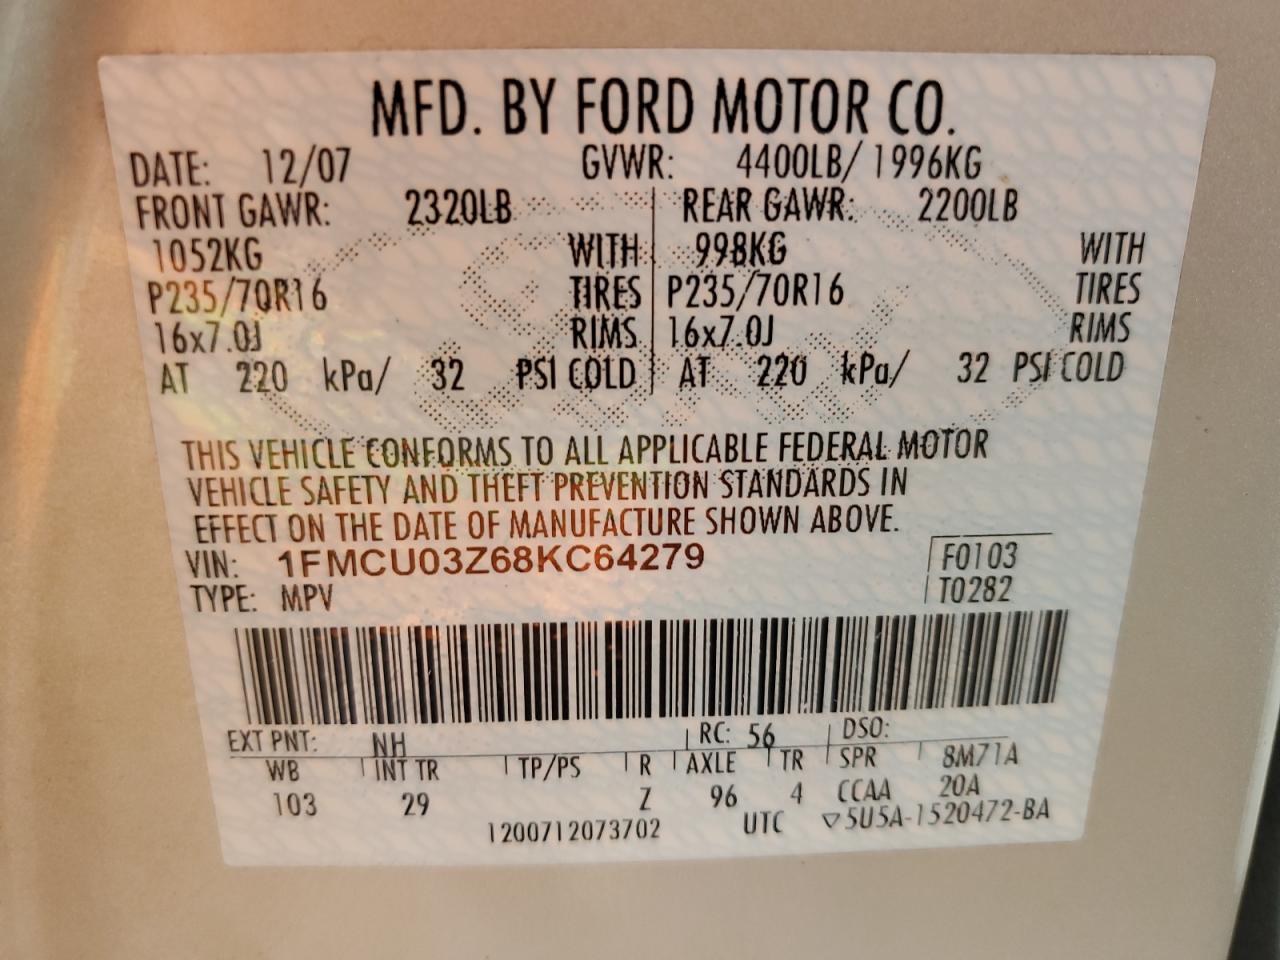 MFD. BY FORD MOTOR CO.
DATE: 12/07 GVWR: 4400LB/ 1996KG
FRONT GAWR: 2320LB REAR GAWR: 2200LB
1052KG WITH 998KG WITH
P235/70R16 TIRES P235/70R16 TIRES
16x7.0J RIMS 16x7.0J RIMS
AT 220 kPa/ 32 PSI COLD AT 220 kPa/ 32 PSI COLD
THIS VEHICLE CONFORMS TO ALL APPLICABLE FEDERAL MOTOR
VEHICLE SAFETY AND THEFT PREVENTION STANDARDS IN
EFFECT ON THE DATE OF MANUFACTURE SHOWN ABOVE.
VIN: 1FMCU03Z68KC64279 F0103
TYPE: MPV T0282
EXT PNT: NH RC: 56 DSO:
WB INT TR TP/PS R AXLE TR SPR 8M71A
103 29 Z 96 4 CCAA 20A
1200712073702 UTC ▽5U5A-1520472-BA